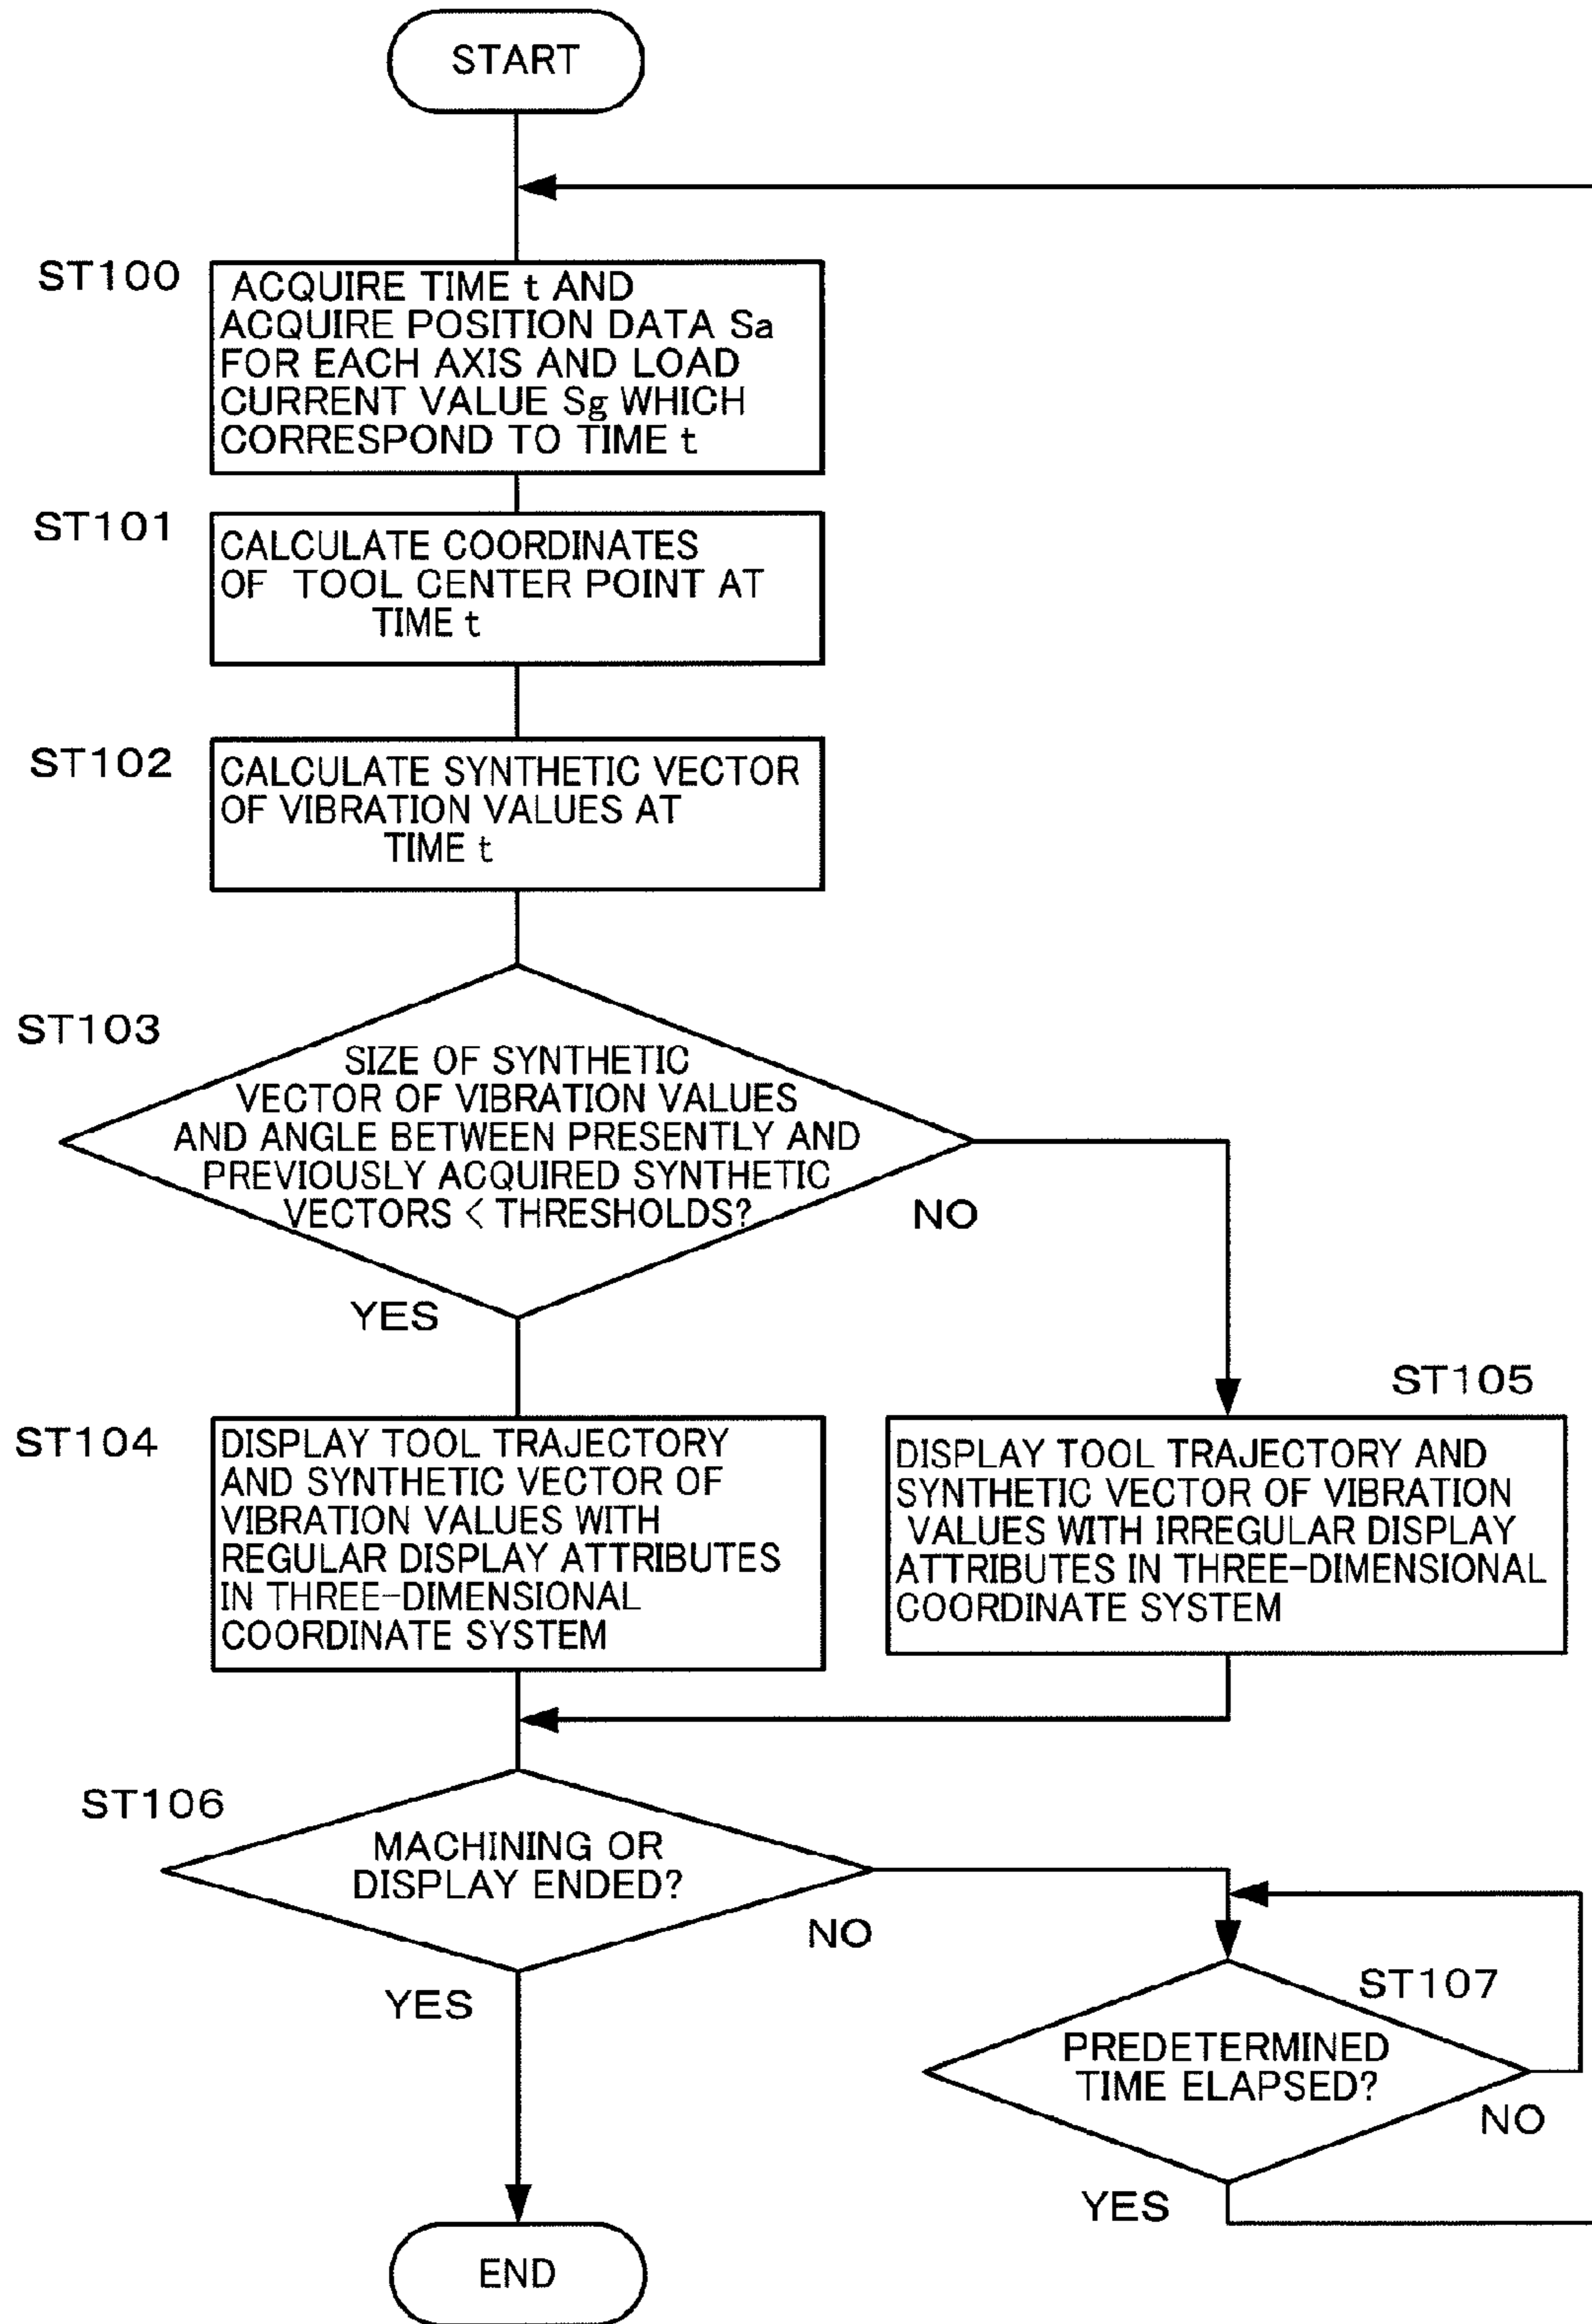 START
ST100
ACQUIRE TIME t AND
ACQUIRE POSITION DATA Sa
FOR EACH AXIS AND LOAD
CURRENT VALUE Sg WHICH
CORRESPOND TO TIME t
ST101
CALCULATE COORDINATES
OF TOOL CENTER POINT AT
TIME t
ST102
CALCULATE SYNTHETIC VECTOR
OF VIBRATION VALUES AT
TIME t
ST103
SIZE OF SYNTHETIC
VECTOR OF VIBRATION VALUES
AND ANGLE BETWEEN PRESENTLY AND
PREVIOUSLY ACQUIRED SYNTHETIC
VECTORS < THRESHOLDS?
NO
YES
ST104
DISPLAY TOOL TRAJECTORY
AND SYNTHETIC VECTOR OF
VIBRATION VALUES WITH
REGULAR DISPLAY ATTRIBUTES
IN THREE-DIMENSIONAL
COORDINATE SYSTEM
ST105
DISPLAY TOOL TRAJECTORY AND
SYNTHETIC VECTOR OF VIBRATION
VALUES WITH IRREGULAR DISPLAY
ATTRIBUTES IN THREE-DIMENSIONAL
COORDINATE SYSTEM
ST106
MACHINING OR
DISPLAY ENDED?
NO
YES
ST107
PREDETERMINED
TIME ELAPSED?
NO
YES
END